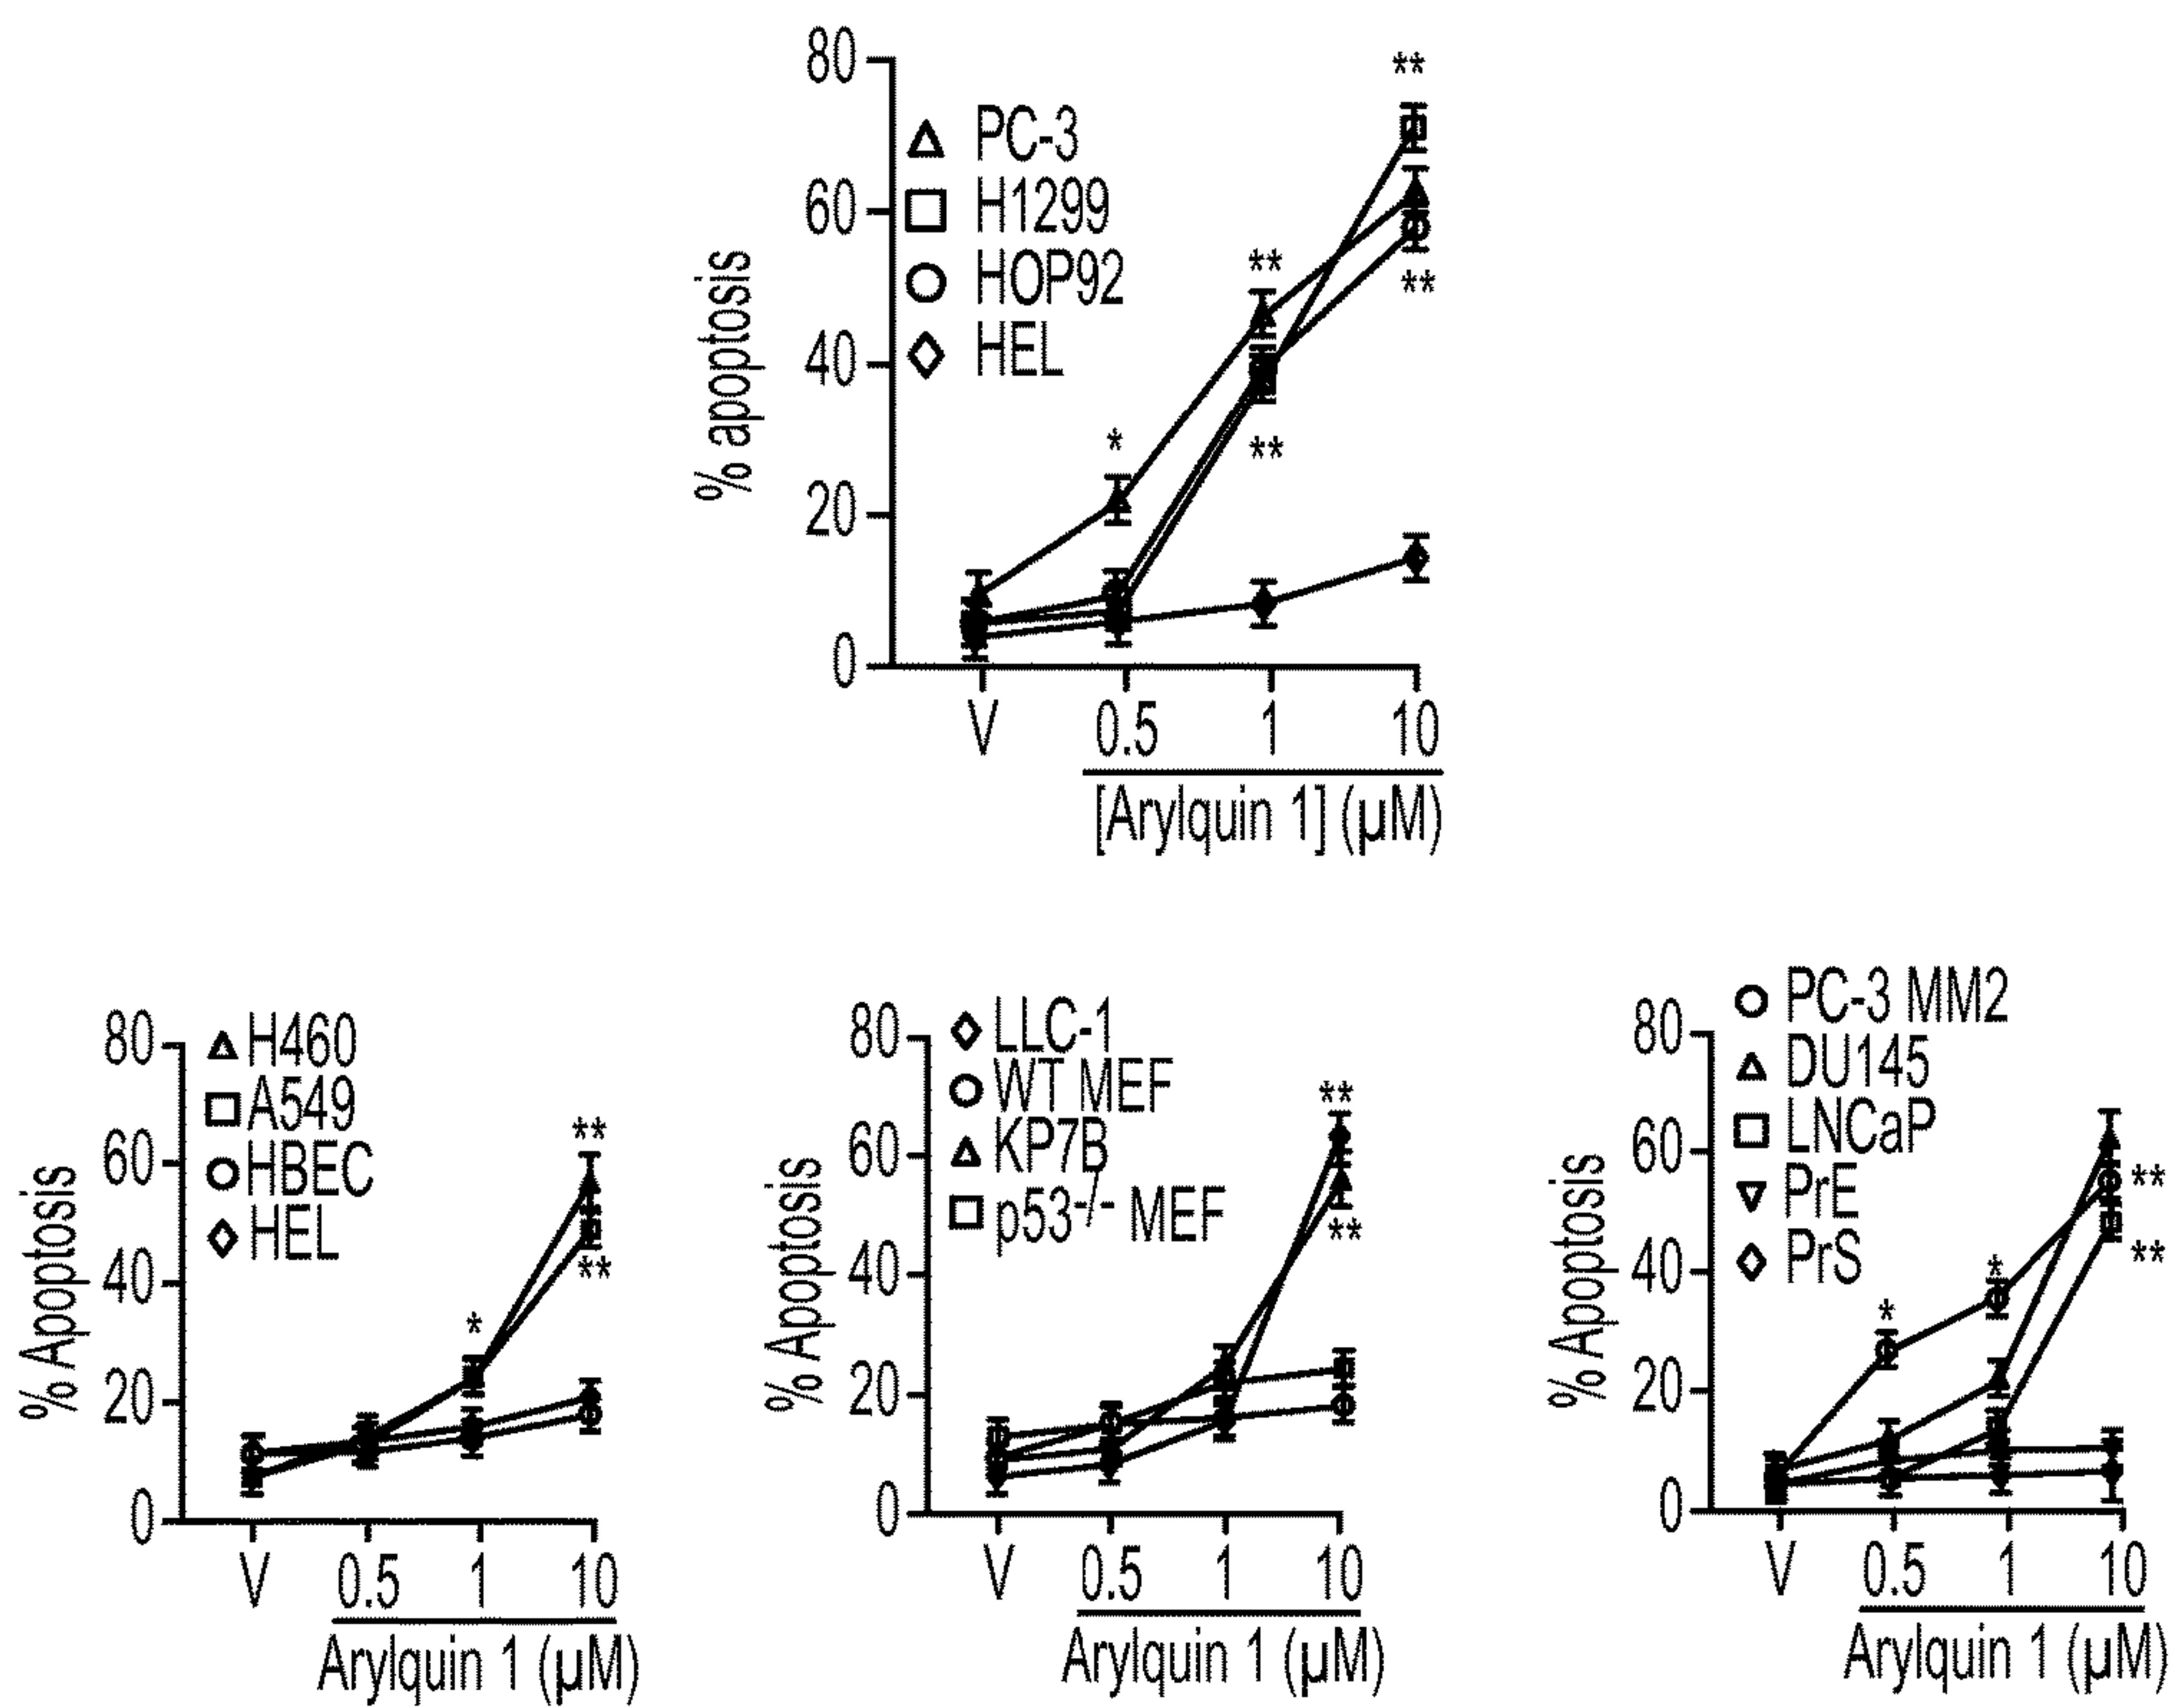 80
60
40
20
0
% apoptosis
PC-3
H1299
HOP92
HEL
**
**
*
**
**
V 0.5 1 10
[Arylquin 1] (μM)
80
60
40
20
0
% Apoptosis
H460
A549
HBEC
HEL
**
**
*
V 0.5 1 10
Arylquin 1 (μM)
80
60
40
20
0
% Apoptosis
LLC-1
WT MEF
KP7B
p53-/- MEF
**
**
V 0.5 1 10
Arylquin 1 (μM)
80
60
40
20
0
% Apoptosis
PC-3 MM2
DU145
LNCaP
PrE
PrS
**
**
*
*
V 0.5 1 10
Arylquin 1 (μM)